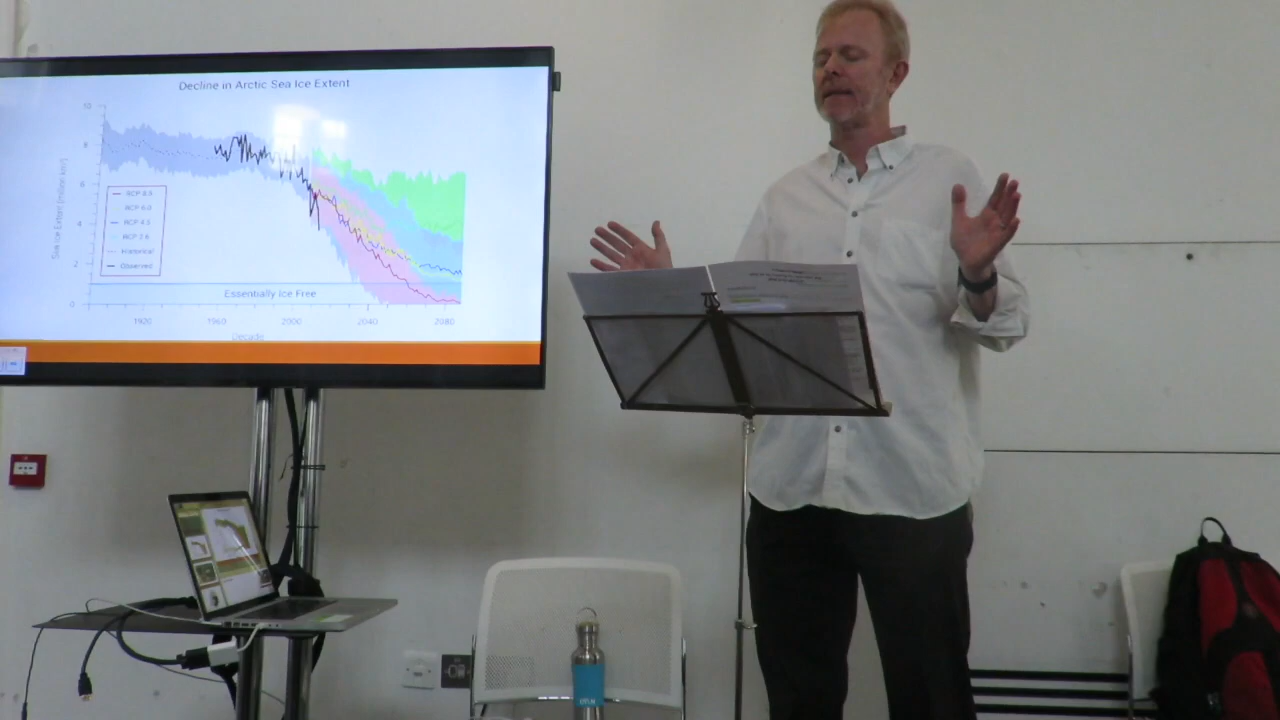 Decline in Arctic Sea Ice Extent
10
8
6
4
2
0
Sea Ice Extent [million km²]
RCP 8.5
RCP 6.0
RCP 4.5
RCP 2.6
Historical
Observed
Essentially Ice Free
1920
1960
2000
2040
2080
Decade